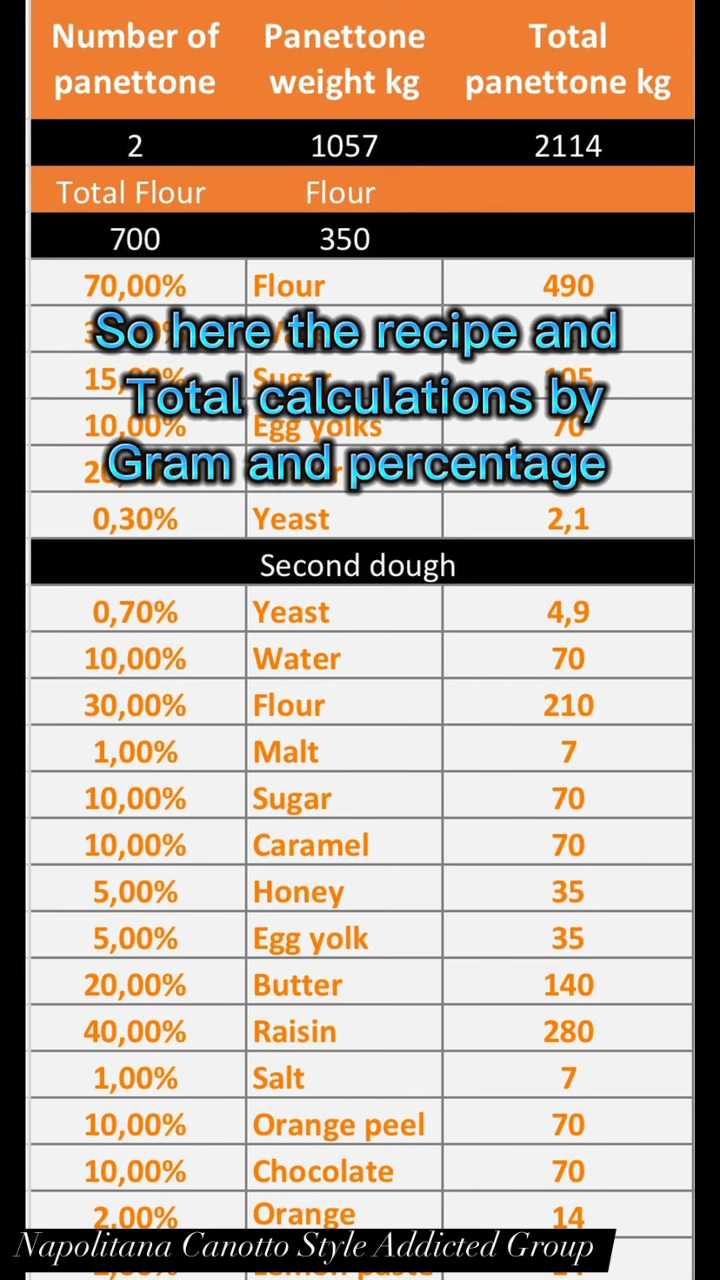 Number of panettone Panettone weight kg Total panettone kg
2 1057 2114
Total Flour Flour
700 350
70,00% Flour 490
So here the recipe and
15, % Sugar 105
Total calculations by
10,00% Egg yolks 70
Gram and percentage
0,30% Yeast 2,1
Second dough
0,70% Yeast 4,9
10,00% Water 70
30,00% Flour 210
1,00% Malt 7
10,00% Sugar 70
10,00% Caramel 70
5,00% Honey 35
5,00% Egg yolk 35
20,00% Butter 140
40,00% Raisin 280
1,00% Salt 7
10,00% Orange peel 70
10,00% Chocolate 70
2,00% Orange 14
Napolitana Canotto Style Addicted Group